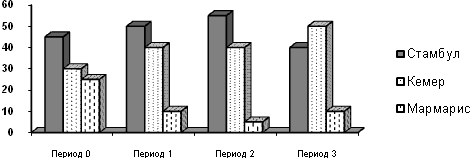 60
50
40
30
20
10
0
Период 0
Период 1
Период 2
Период 3
Стамбул
Кемер
Мармарис